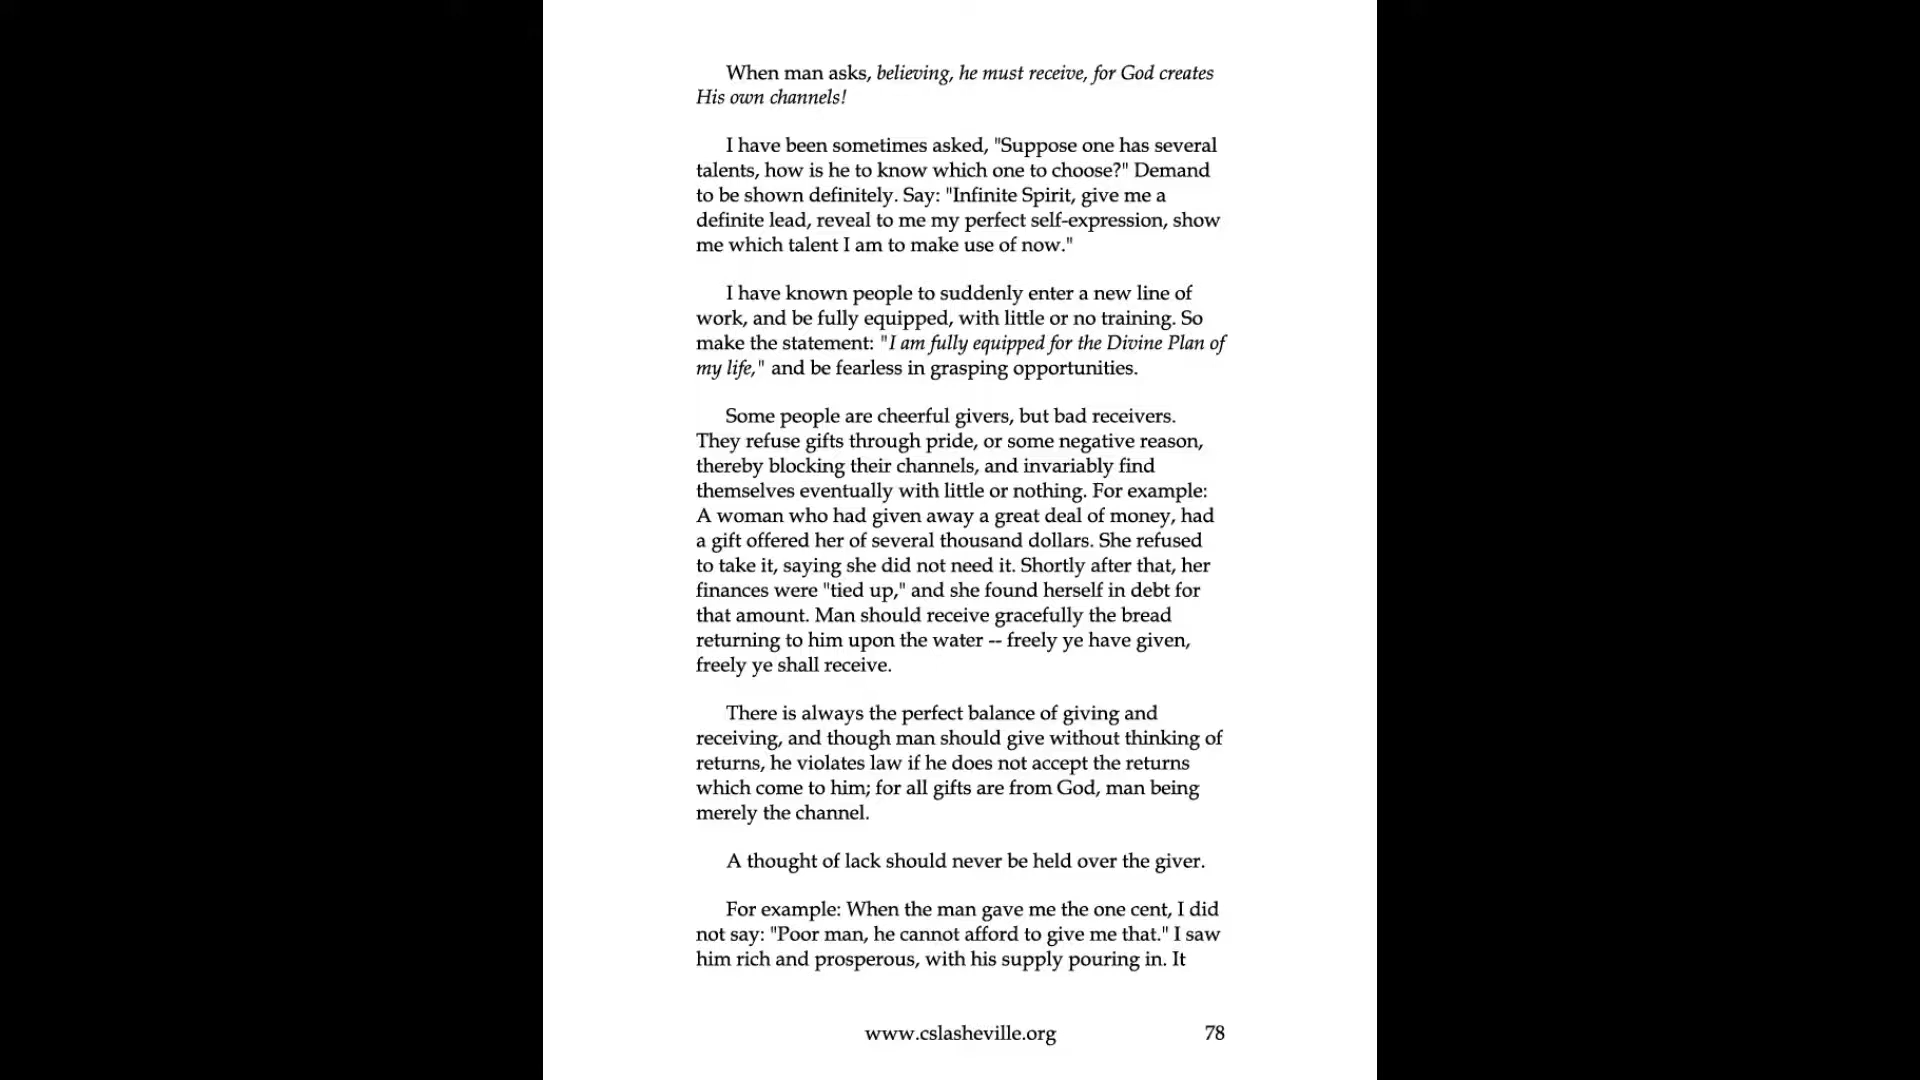 When man asks, believing, he must receive, for God creates
His own channels!
I have been sometimes asked, "Suppose one has several
talents, how is he to know which one to choose?" Demand
to be shown definitely. Say: "Infinite Spirit, give me a
definite lead, reveal to me my perfect self-expression, show
me which talent I am to make use of now."
I have known people to suddenly enter a new line of
work, and be fully equipped, with little or no training. So
make the statement: "I am fully equipped for the Divine Plan of
my life," and be fearless in grasping opportunities.
Some people are cheerful givers, but bad receivers.
They refuse gifts through pride, or some negative reason,
thereby blocking their channels, and invariably find
themselves eventually with little or nothing. For example:
A woman who had given away a great deal of money, had
a gift offered her of several thousand dollars. She refused
to take it, saying she did not need it. Shortly after that, her
finances were "tied up," and she found herself in debt for
that amount. Man should receive gracefully the bread
returning to him upon the water -- freely ye have given,
freely ye shall receive.
There is always the perfect balance of giving and
receiving, and though man should give without thinking of
returns, he violates law if he does not accept the returns
which come to him; for all gifts are from God, man being
merely the channel.
A thought of lack should never be held over the giver.
For example: When the man gave me the one cent, I did
not say: "Poor man, he cannot afford to give me that." I saw
him rich and prosperous, with his supply pouring in. It
www.cslasheville.org 78